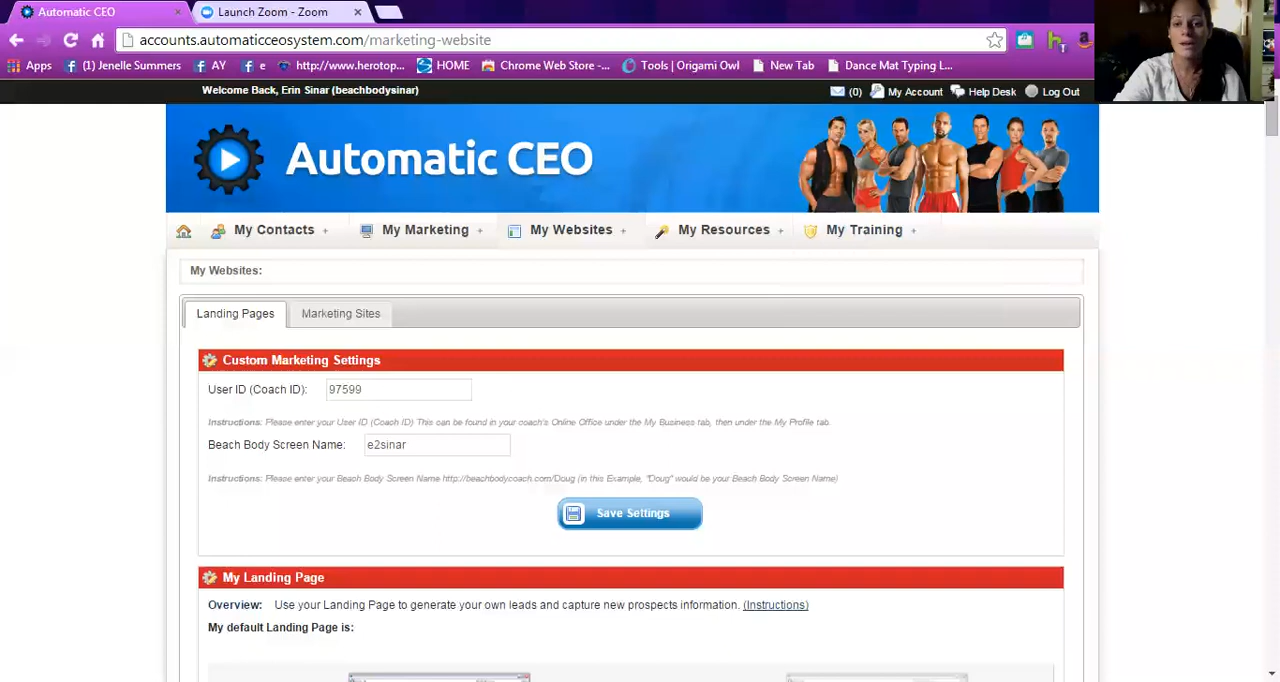 Automatic CEO
Launch Zoom - Zoom
accounts.automaticceosystem.com/marketing-website
Apps (1) Jenelle Summers AY e http://www.herotop... HOME Chrome Web Store -... Tools | Origami Owl New Tab Dance Mat Typing L...
Welcome Back, Erin Sinar (beachbodysinar) (0) My Account Help Desk Log Out
Automatic CEO
My Contacts + My Marketing + My Websites + My Resources + My Training +
My Websites:
Landing Pages Marketing Sites
Custom Marketing Settings
User ID (Coach ID): 97599
Instructions: Please enter your User ID (Coach ID) This can be found in your coach's Online Office under the My Business tab, then under the My Profile tab.
Beach Body Screen Name: e2sinar
Instructions: Please enter your Beach Body Screen Name http://beachbodycoach.com/Doug (in this Example, "Doug" would be your Beach Body Screen Name)
Save Settings
My Landing Page
Overview: Use your Landing Page to generate your own leads and capture new prospects information. (Instructions)
My default Landing Page is: